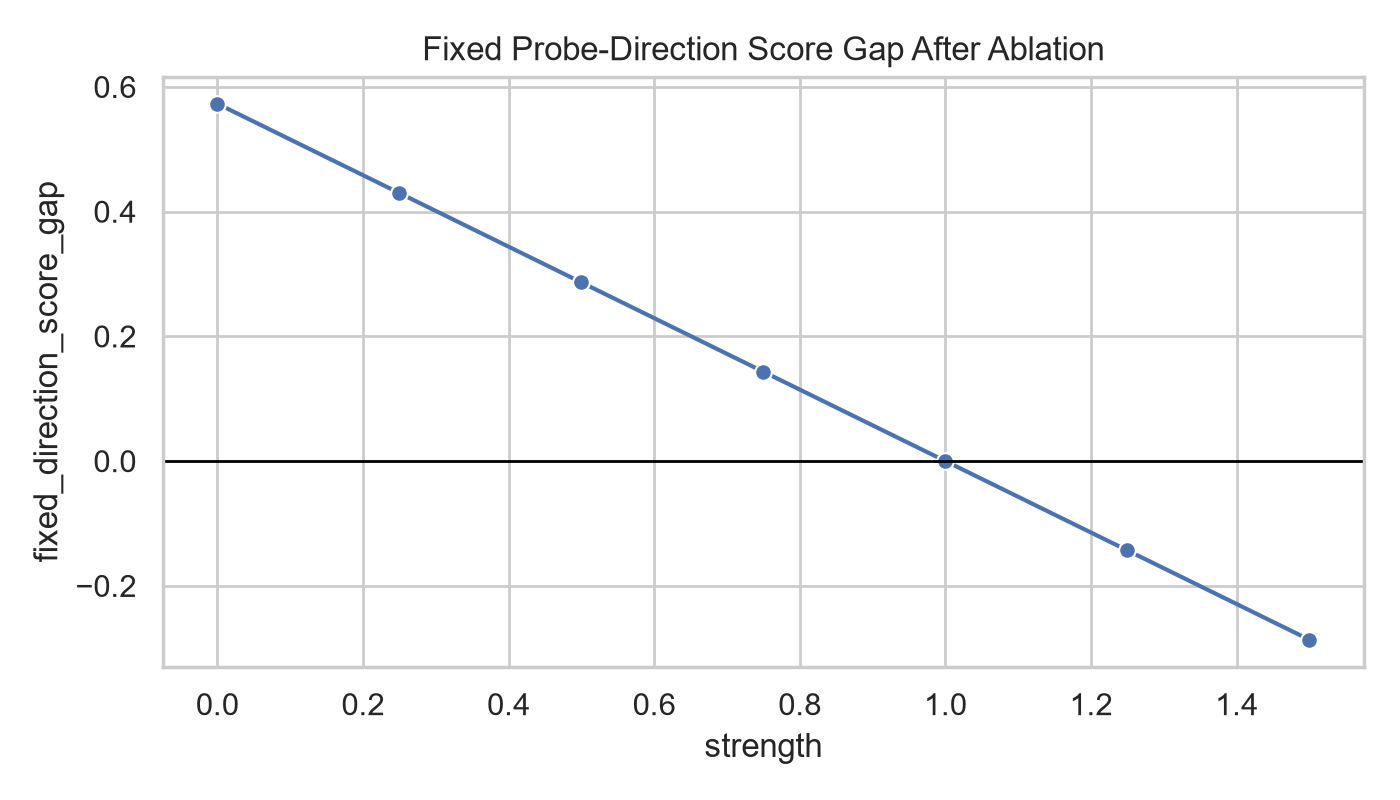 Fixed Probe-Direction Score Gap After Ablation
fixed_direction_score_gap
0.6
0.4
0.2
0.0
−0.2
0.0 0.2 0.4 0.6 0.8 1.0 1.2 1.4
strength